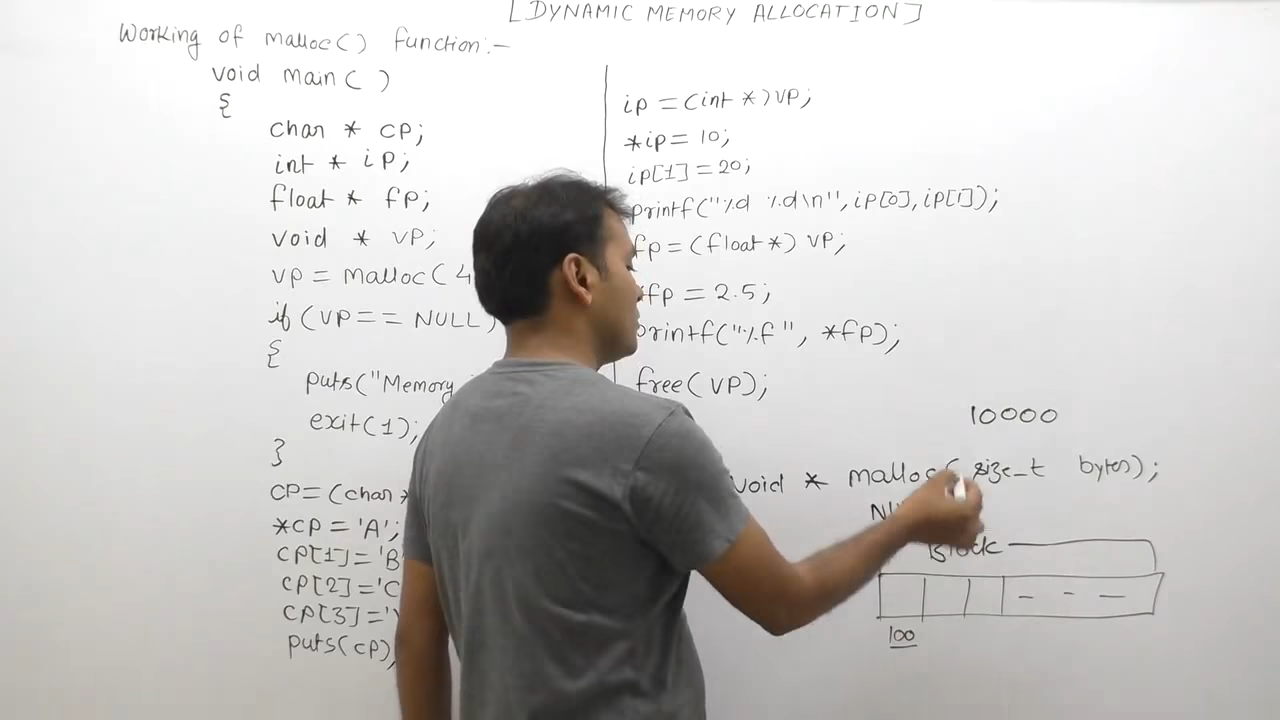 [DYNAMIC MEMORY ALLOCATION]
Working of malloc() function:-
void main( )
{
char * cp;
int * ip;
float * fp;
void * vp;
vp = malloc( 4
if (vp == NULL)
{
puts("Memory
exit(1);
}
cp=(char *
*cp = 'A';
cp[1]='B
cp[2]='C
cp[3]='\
puts(cp);
ip = (int *)vp;
*ip = 10;
ip[1] = 20;
printf("%d %d\n", ip[0], ip[1]);
fp = (float*) vp;
*fp = 2.5;
printf("%f", *fp);
free(vp);
10000
void * malloc( size_t bytes);
Block
100